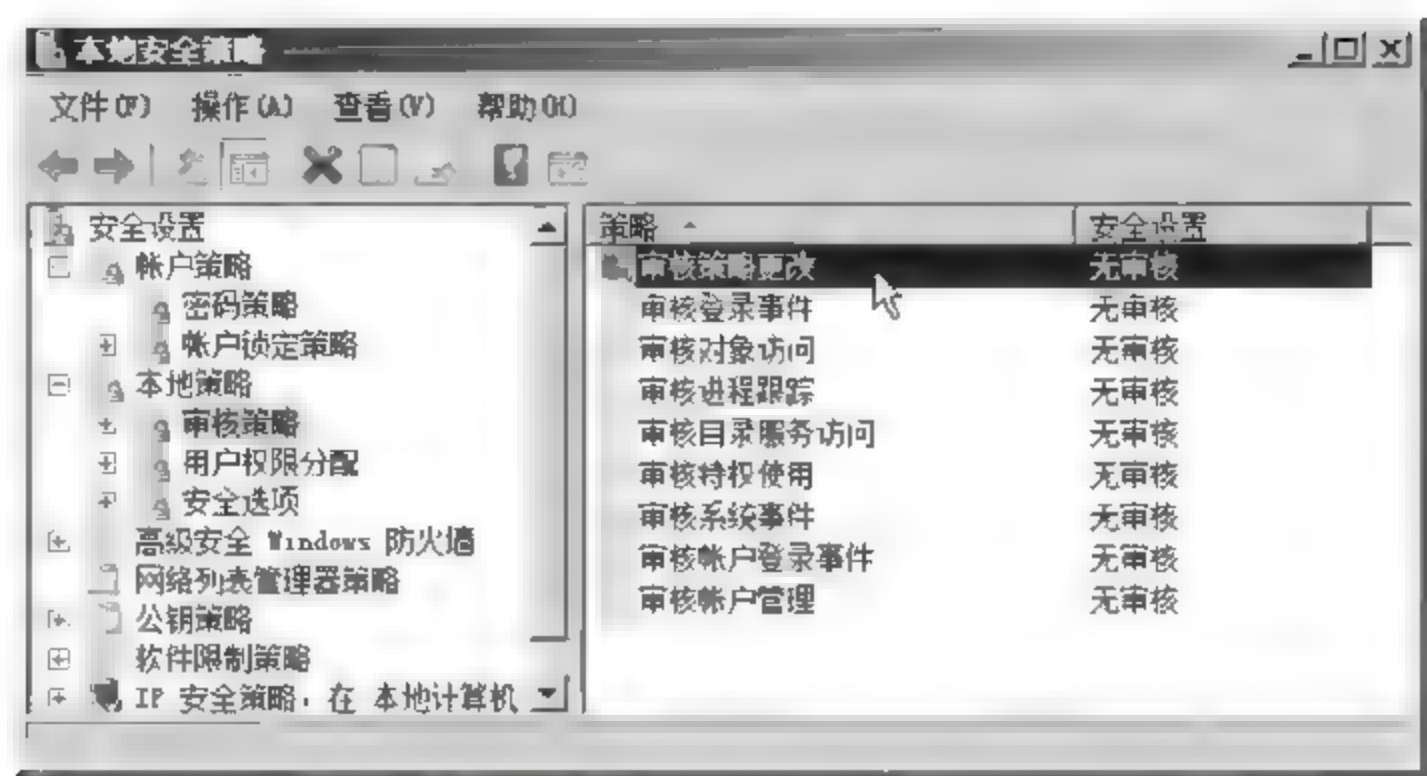 本地安全策略
文件(F) 操作(A) 查看(V) 帮助(H)
安全设置
帐户策略
密码策略
帐户锁定策略
本地策略
审核策略
用户权限分配
安全选项
高级安全 Windows 防火墙
网络列表管理器策略
公钥策略
软件限制策略
IP 安全策略，在 本地计算机
策略 安全设置
审核策略更改 无审核
审核登录事件 无审核
审核对象访问 无审核
审核进程跟踪 无审核
审核目录服务访问 无审核
审核特权使用 无审核
审核系统事件 无审核
审核帐户登录事件 无审核
审核帐户管理 无审核